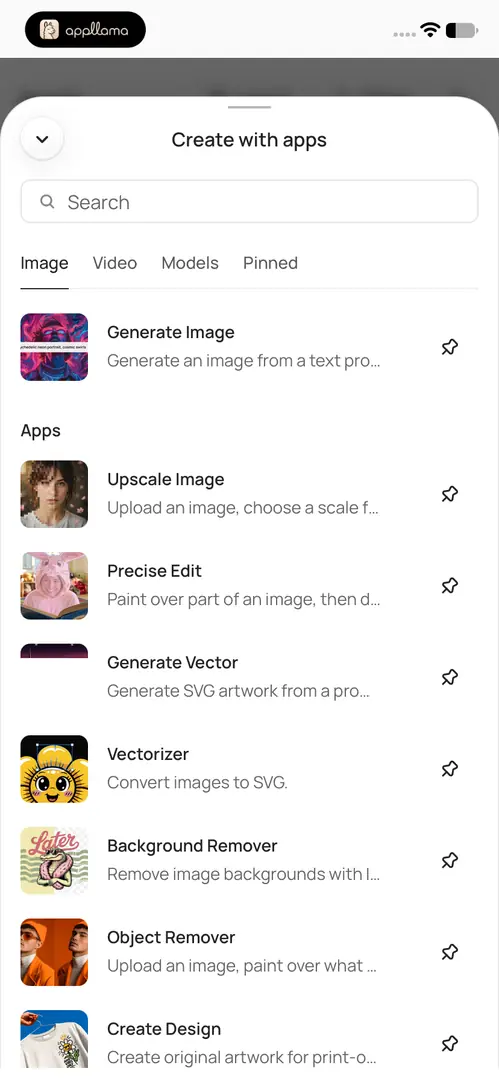 appllama
Create with apps
Search
Image Video Models Pinned
Generate Image
Generate an image from a text pro...
Apps
Upscale Image
Upload an image, choose a scale f...
Precise Edit
Paint over part of an image, then d...
Generate Vector
Generate SVG artwork from a pro...
Vectorizer
Convert images to SVG.
Later
Background Remover
Remove image backgrounds with I...
Object Remover
Upload an image, paint over what ...
Create Design
Create original artwork for print-o...